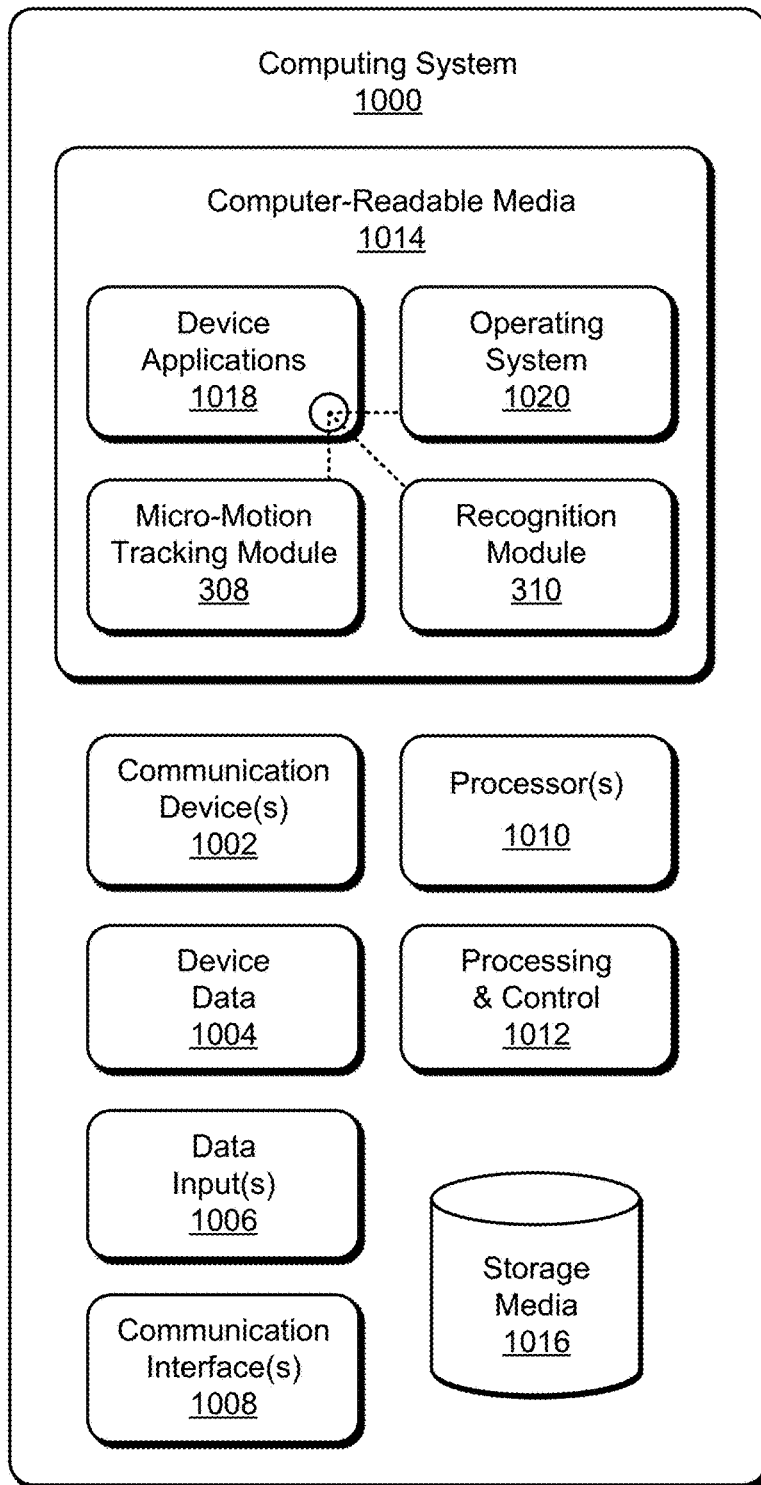 Computing System
1000
Computer-Readable Media
1014
Device
Applications
1018
Operating
System
1020
Micro-Motion
Tracking Module
308
Recognition
Module
310
Communication
Device(s)
1002
Processor(s)
1010
Device
Data
1004
Processing
& Control
1012
Data
Input(s)
1006
Storage
Media
1016
Communication
Interface(s)
1008